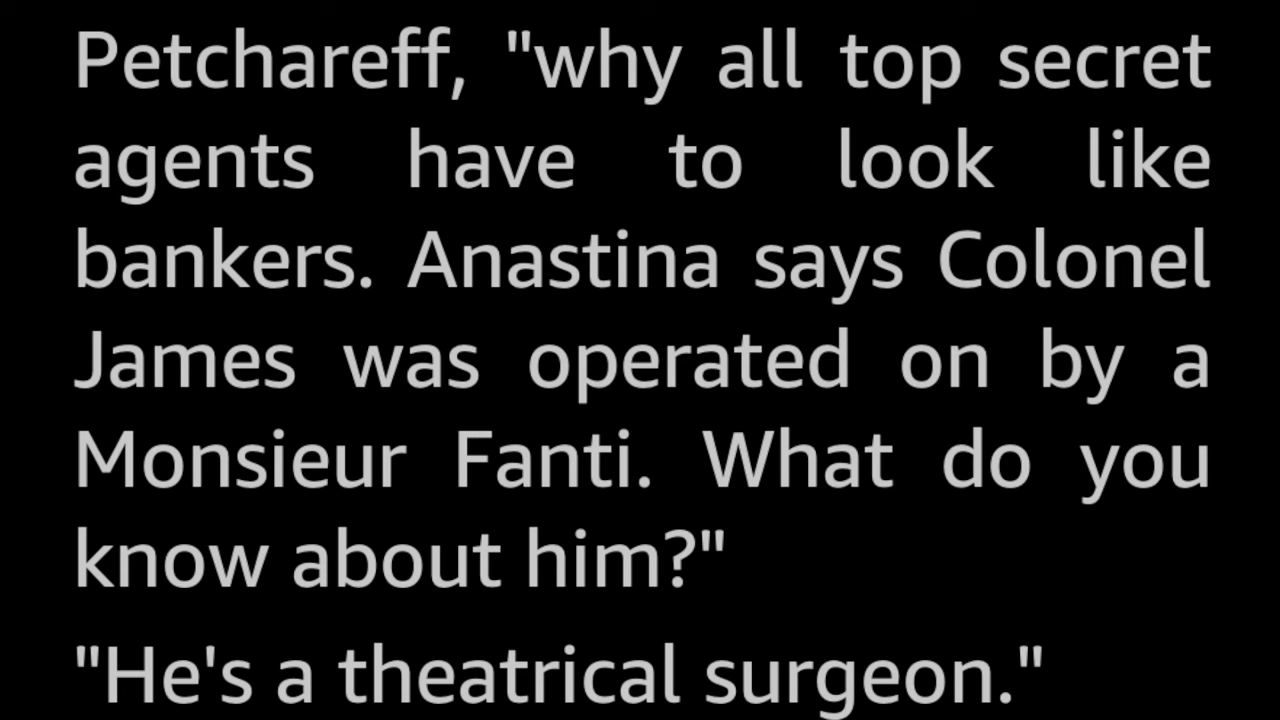 Petchareff, "why all top secret
agents have to look like
bankers. Anastina says Colonel
James was operated on by a
Monsieur Fanti. What do you
know about him?"
"He's a theatrical surgeon."